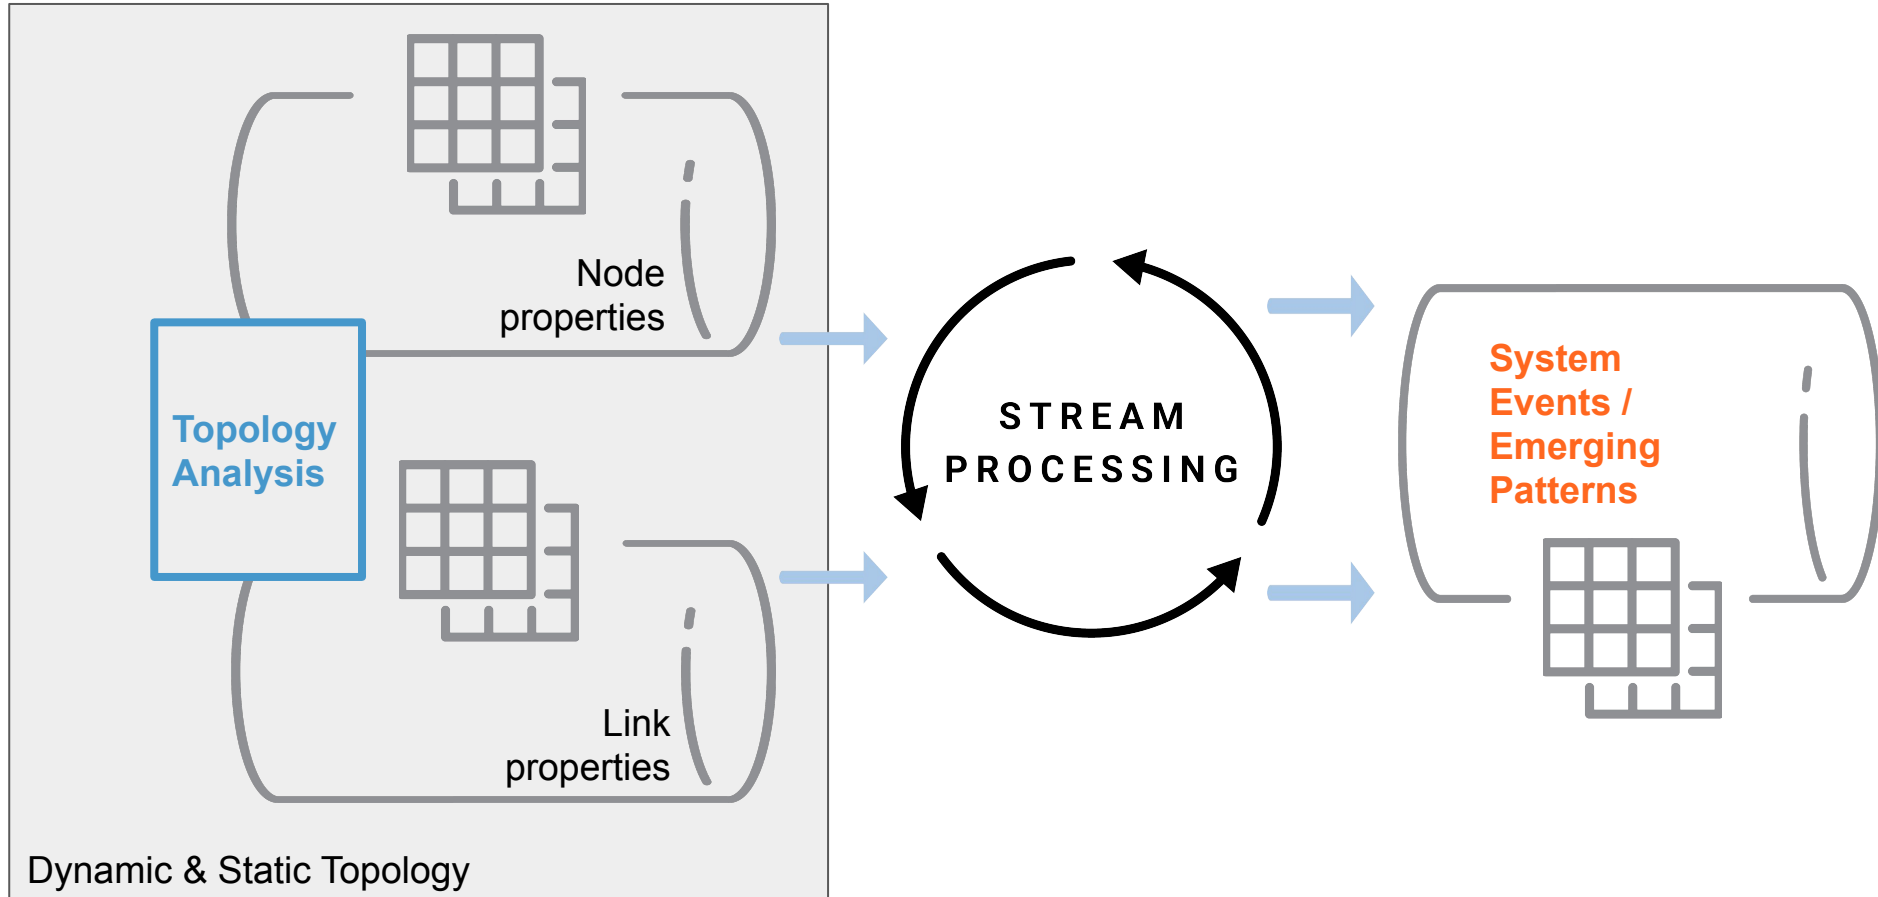 Node
properties
Topology
Analysis
Link
properties
Dynamic & Static Topology
STREAM
PROCESSING
System
Events /
Emerging
Patterns